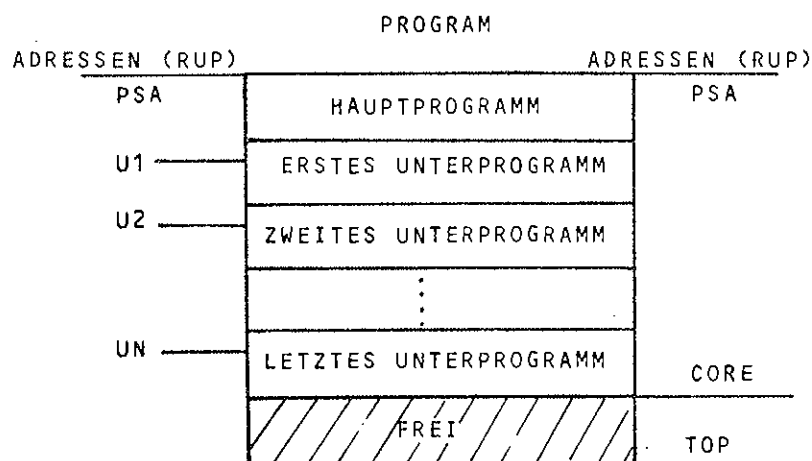 PROGRAM
ADRESSEN (RUP) ADRESSEN (RUP)
PSA HAUPTPROGRAMM PSA
U1 ERSTES UNTERPROGRAMM
U2 ZWEITES UNTERPROGRAMM
UN LETZTES UNTERPROGRAMM
CORE
FREI
TOP